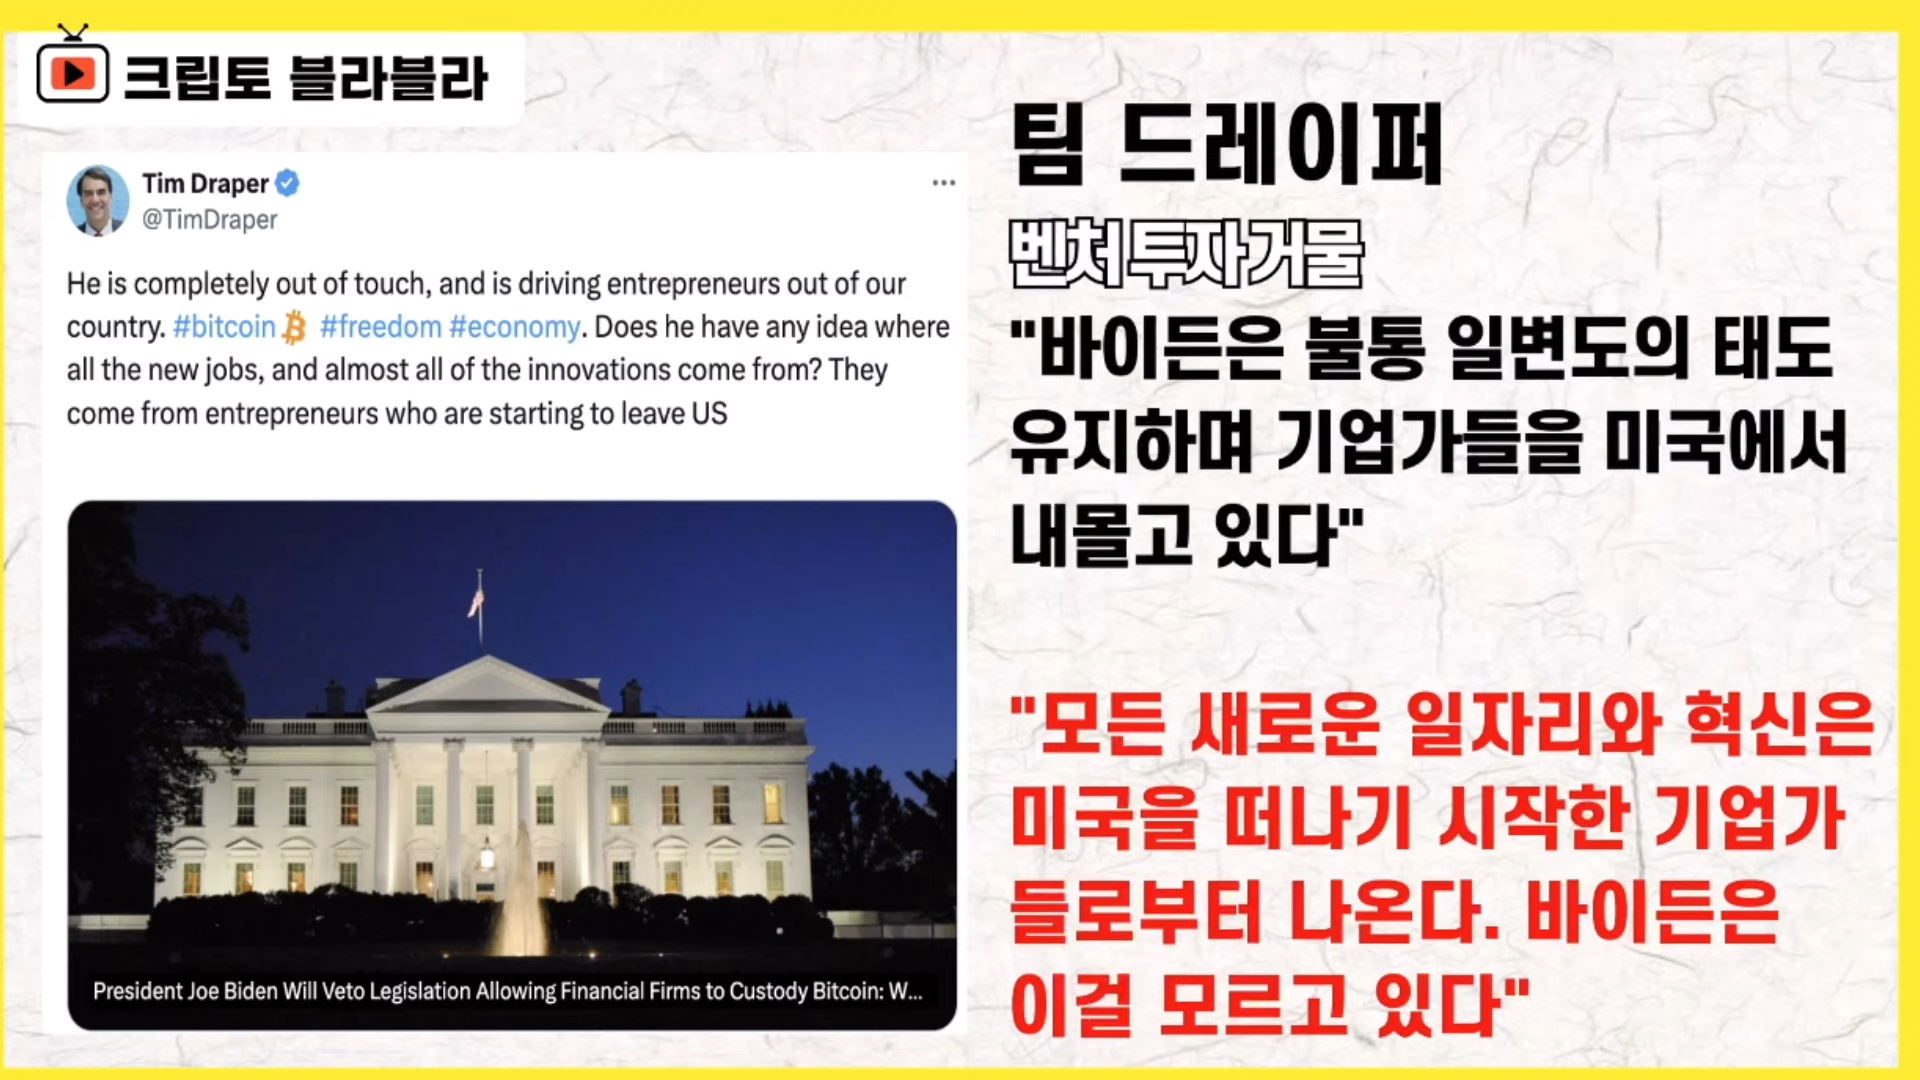 크립토 블라블라
Tim Draper
@TimDraper
He is completely out of touch, and is driving entrepreneurs out of our
country. #bitcoin #freedom #economy. Does he have any idea where
all the new jobs, and almost all of the innovations come from? They
come from entrepreneurs who are starting to leave US
President Joe Biden Will Veto Legislation Allowing Financial Firms to Custody Bitcoin: W...
팀 드레이퍼
벤처 투자 거물
"바이든은 불통 일변도의 태도
유지하며 기업가들을 미국에서
내몰고 있다"
"모든 새로운 일자리와 혁신은
미국을 떠나기 시작한 기업가
들로부터 나온다. 바이든은
이걸 모르고 있다"